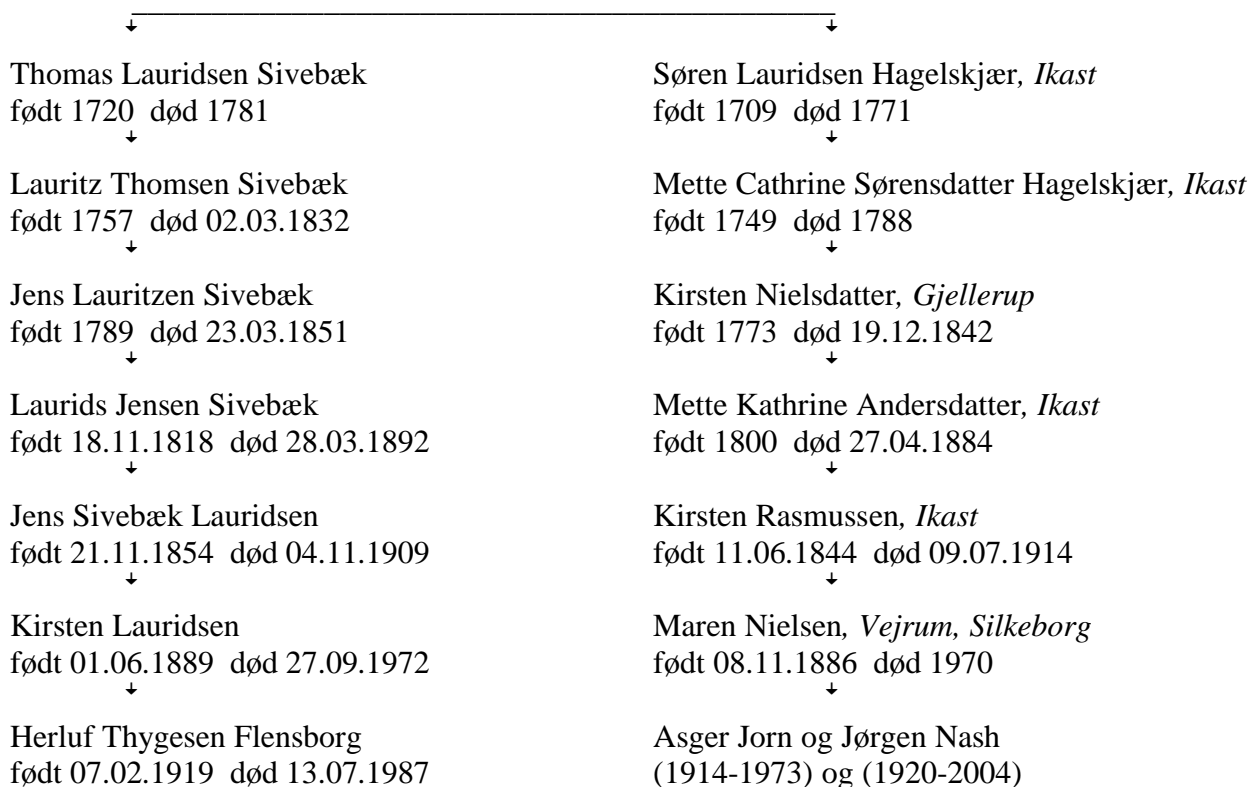 Thomas Lauridsen Sivebæk
født 1720 død 1781
Lauritz Thomsen Sivebæk
født 1757 død 02.03.1832
Jens Lauritzen Sivebæk
født 1789 død 23.03.1851
Laurids Jensen Sivebæk
født 18.11.1818 død 28.03.1892
Jens Sivebæk Lauridsen
født 21.11.1854 død 04.11.1909
Kirsten Lauridsen
født 01.06.1889 død 27.09.1972
Herluf Thygesen Flensborg
født 07.02.1919 død 13.07.1987
Søren Lauridsen Hagelskjær, Ikast
født 1709 død 1771
Mette Cathrine Sørensdatter Hagelskjær, Ikast
født 1749 død 1788
Kirsten Nielsdatter, Gjellerup
født 1773 død 19.12.1842
Mette Kathrine Andersdatter, Ikast
født 1800 død 27.04.1884
Kirsten Rasmussen, Ikast
født 11.06.1844 død 09.07.1914
Maren Nielsen, Vejrum, Silkeborg
født 08.11.1886 død 1970
Asger Jorn og Jørgen Nash
(1914-1973) og (1920-2004)